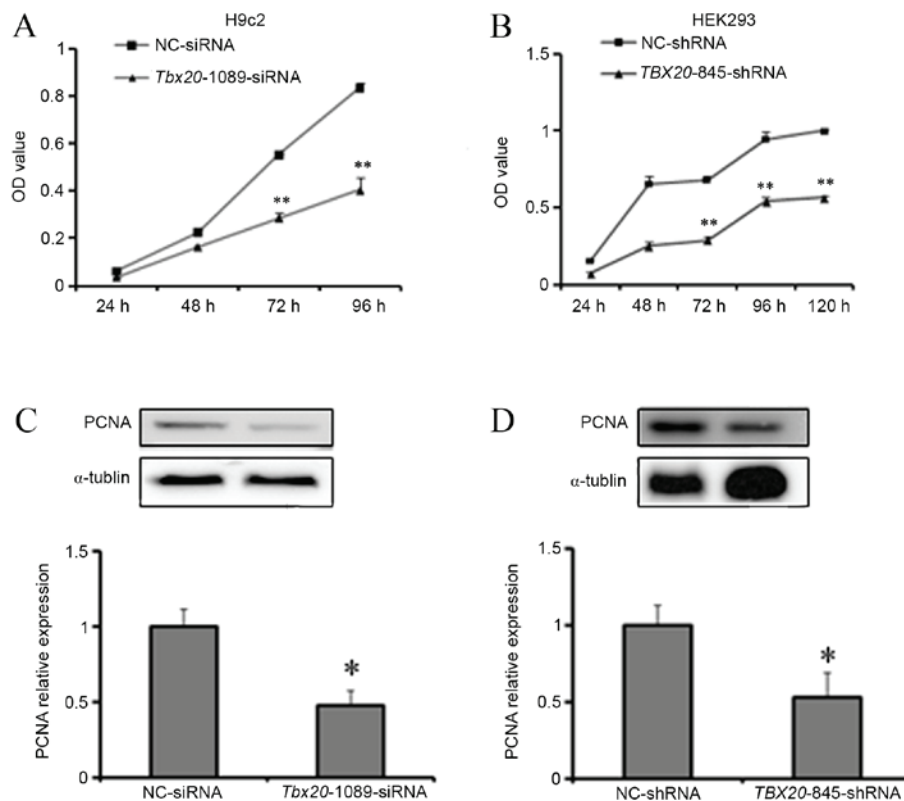 A
H9c2
NC-siRNA
Tbx20-1089-siRNA
OD value
1
0.8
0.6
0.4
0.2
0
**
**
24 h 48 h 72 h 96 h
B
HEK293
NC-shRNA
TBX20-845-shRNA
OD value
1.5
1
0.5
0
**
**
**
24 h 48 h 72 h 96 h 120 h
C
PCNA
α-tublin
PCNA relative expression
1.5
1
0.5
0
*
NC-siRNA Tbx20-1089-siRNA
D
PCNA
α-tublin
PCNA relative expression
1.5
1
0.5
0
*
NC-shRNA TBX20-845-shRNA